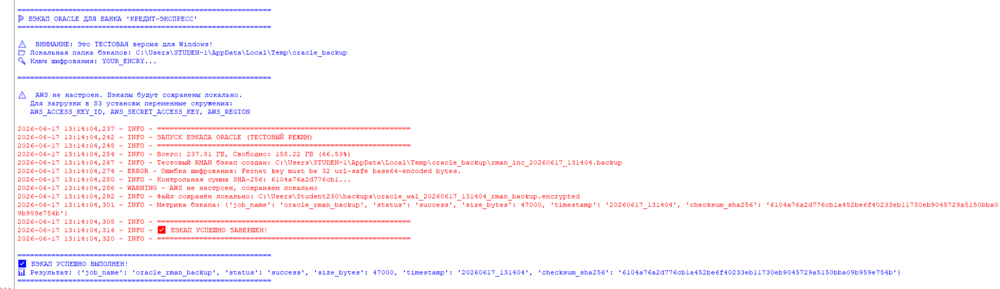 ============================================================
БЭКАП ORACLE ДЛЯ БАНКА 'КРЕДИТ-ЭКСПРЕСС'
============================================================
⚠ ВНИМАНИЕ: Это ТЕСТОВАЯ версия для Windows!
Локальная папка бэкапов: C:\Users\STUDEN~1\AppData\Local\Temp\oracle_backup
Ключ шифрования: YOUR_ENCRY...
============================================================
⚠ AWS не настроен. Бэкапы будут сохранены локально.
Для загрузки в S3 установи переменные окружения:
AWS_ACCESS_KEY_ID, AWS_SECRET_ACCESS_KEY, AWS_REGION
2026-06-17 13:14:04,237 - INFO - ============================================================
2026-06-17 13:14:04,242 - INFO - ЗАПУСК БЭКАПА ORACLE (ТЕСТОВЫЙ РЕЖИМ)
2026-06-17 13:14:04,248 - INFO - ============================================================
2026-06-17 13:14:04,254 - INFO - Всего: 237.81 ГБ, Свободно: 158.22 ГБ (66.53%)
2026-06-17 13:14:04,267 - INFO - Тестовый RMAN бэкап создан: C:\Users\STUDEN~1\AppData\Local\Temp\oracle_backup\rman_inc_20260617_131404.backup
2026-06-17 13:14:04,274 - ERROR - Ошибка шифрования: Fernet key must be 32 url-safe base64-encoded bytes.
2026-06-17 13:14:04,280 - INFO - Контрольная сумма SHA-256: 6104a76a2d776cb1...
2026-06-17 13:14:04,286 - WARNING - AWS не настроен, сохраняем локально
2026-06-17 13:14:04,292 - INFO - Файл сохранён локально: C:\Users\Student230\backups\oracle_wal_20260617_131404_rman_backup.encrypted
2026-06-17 13:14:04,301 - INFO - Метрика бэкапа: {'job_name': 'oracle_rman_backup', 'status': 'success', 'size_bytes': 47000, 'timestamp': '20260617_131404', 'checksum_sha256': '6104a76a2d776cb1a452be6f40233eb11730eb9045729a5150bba0
9b959e754b'}
2026-06-17 13:14:04,308 - INFO - ============================================================
2026-06-17 13:14:04,314 - INFO - ✅ БЭКАП УСПЕШНО ЗАВЕРШЕН!
2026-06-17 13:14:04,320 - INFO - ============================================================
============================================================
✅ БЭКАП УСПЕШНО ВЫПОЛНЕН!
📊 Результат: {'job_name': 'oracle_rman_backup', 'status': 'success', 'size_bytes': 47000, 'timestamp': '20260617_131404', 'checksum_sha256': '6104a76a2d776cb1a452be6f40233eb11730eb9045729a5150bba09b959e754b'}
============================================================
>>>